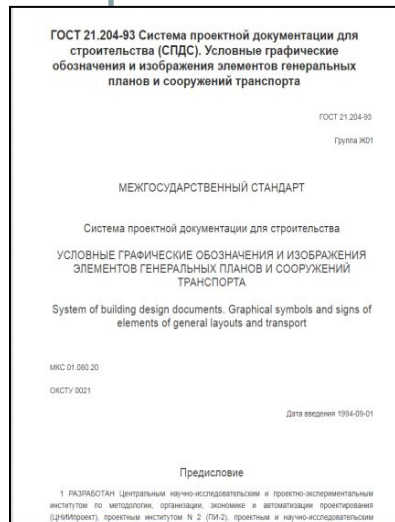 ГОСТ 21.204-93 Система проектной документации для
строительства (СПДС). Условные графические
обозначения и изображения элементов генеральных
планов и сооружений транспорта
ГОСТ 21.204-93
Группа Ж01
МЕЖГОСУДАРСТВЕННЫЙ СТАНДАРТ
Система проектной документации для строительства
УСЛОВНЫЕ ГРАФИЧЕСКИЕ ОБОЗНАЧЕНИЯ И ИЗОБРАЖЕНИЯ
ЭЛЕМЕНТОВ ГЕНЕРАЛЬНЫХ ПЛАНОВ И СООРУЖЕНИЙ
ТРАНСПОРТА
System of building design documents. Graphical symbols and signs of
elements of general layouts and transport
МКС 01.080.20
ОКСТУ 0021
Дата введения 1994-09-01
Предисловие
1 РАЗРАБОТАН Центральным научно-исследовательским и проектно-экспериментальным
институтом по методологии, организации, экономике и автоматизации проектирования
(ЦНИИпроект), проектным институтом N 2 (ПИ-2), проектным и научно-исследовательским